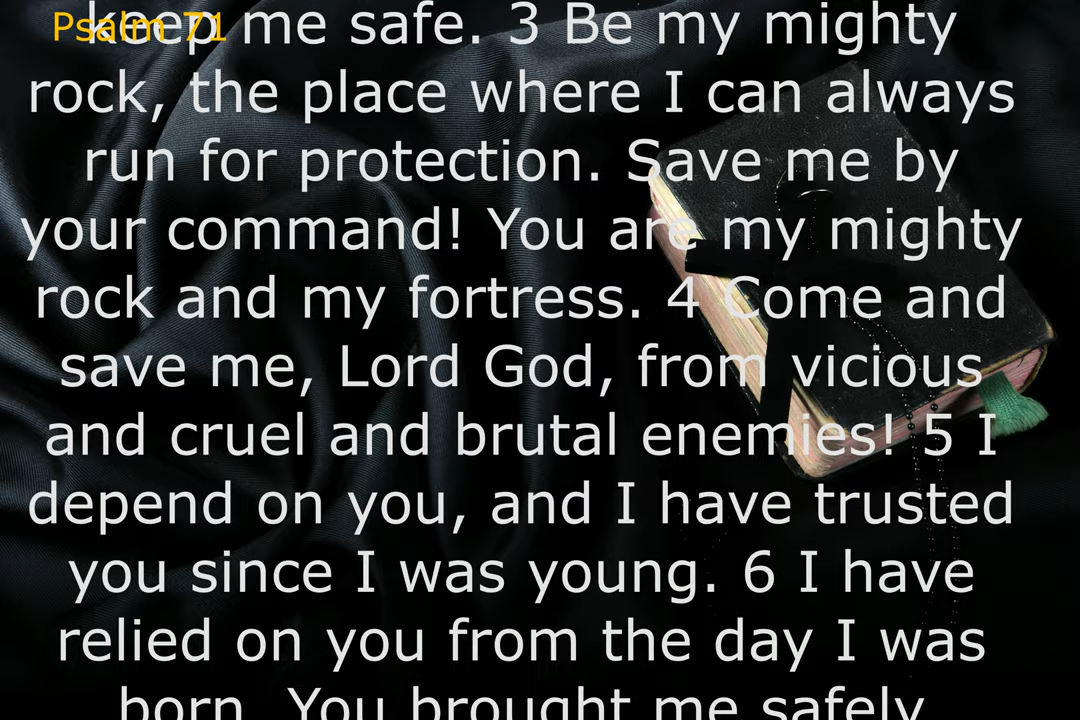 Psalm 71
keep me safe. 3 Be my mighty
rock, the place where I can always
run for protection. Save me by
your command! You are my mighty
rock and my fortress. 4 Come and
save me, Lord God, from vicious
and cruel and brutal enemies! 5 I
depend on you, and I have trusted
you since I was young. 6 I have
relied on you from the day I was
born. You brought me safely